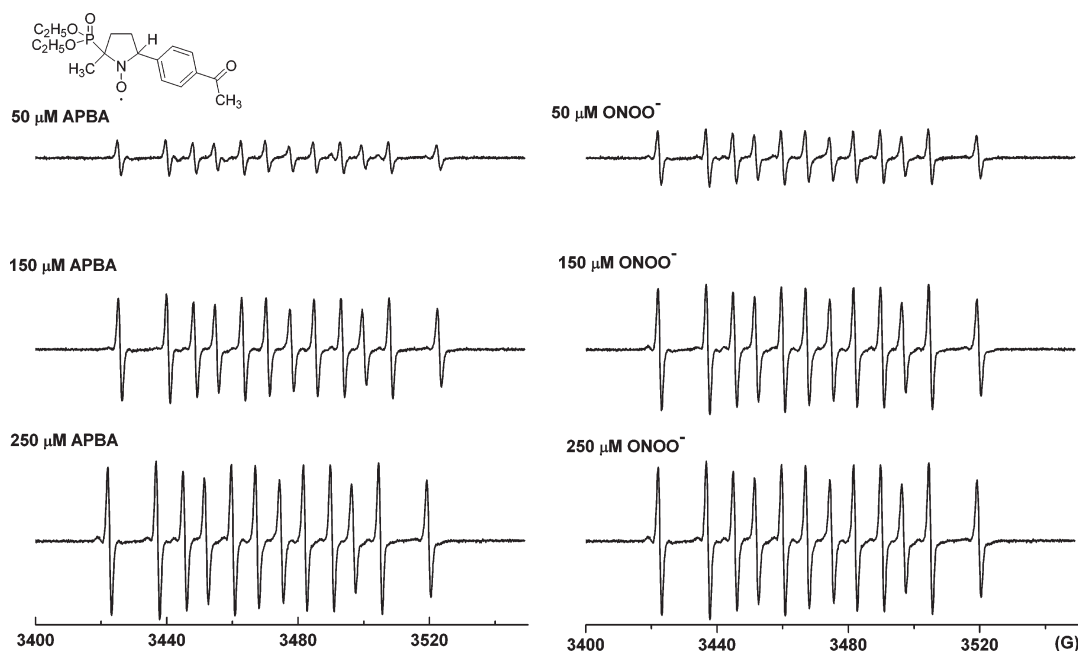 O
C₂H₅O
C₂H₅O
P
H
H₃C
N
O
·
O
CH₃
50 μM APBA
50 μM ONOO⁻
150 μM APBA
150 μM ONOO⁻
250 μM APBA
250 μM ONOO⁻
3400 3440 3480 3520
3400 3440 3480 3520 (G)